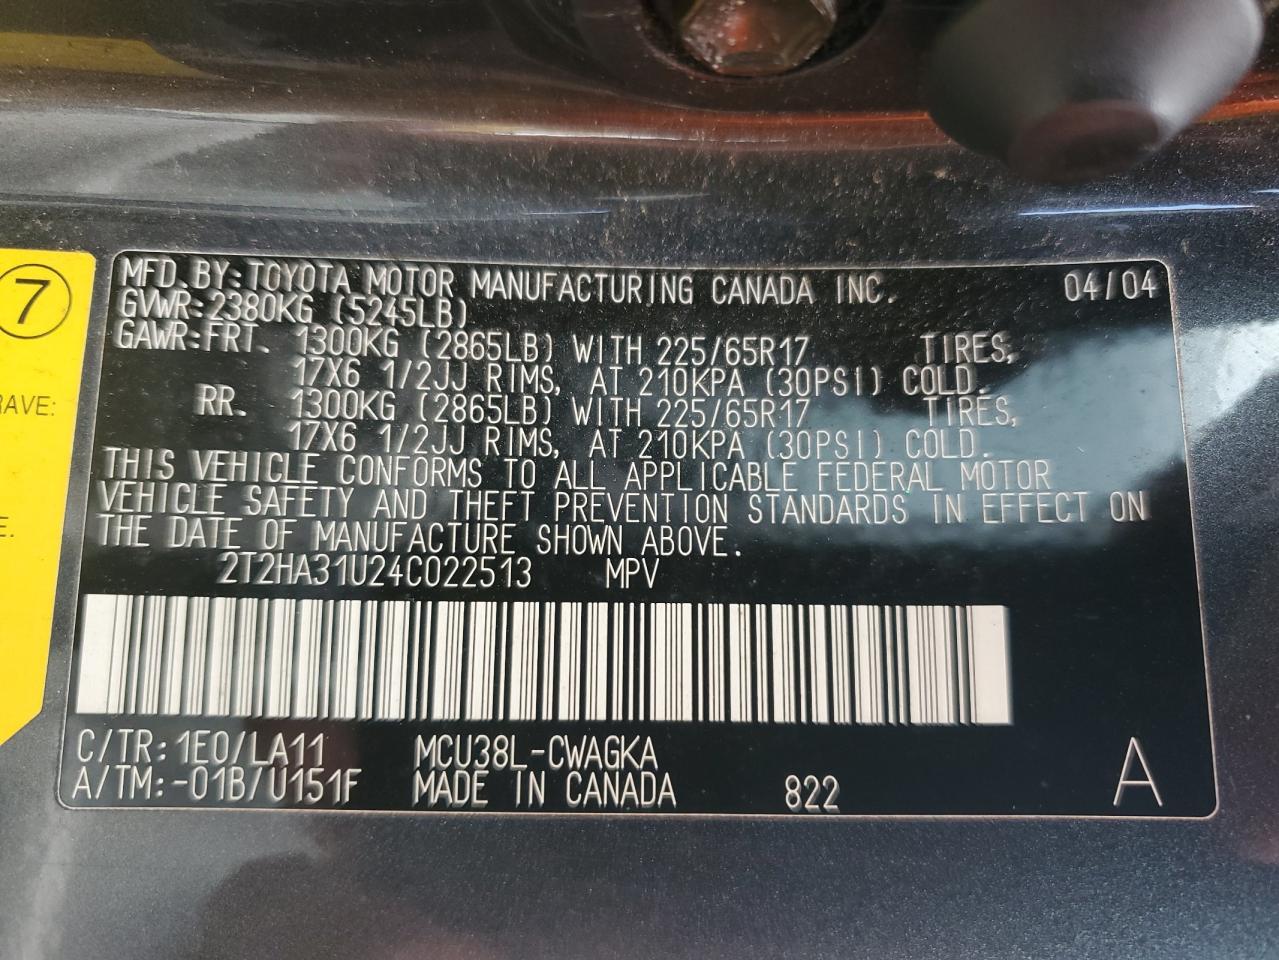 7
RAVE:
E.
MFD. BY: TOYOTA MOTOR MANUFACTURING CANADA INC. 04/04
GVWR: 2380KG (5245LB)
GAWR: FRT. 1300KG (2865LB) WITH 225/65R17 TIRES,
17X6 1/2JJ RIMS, AT 210KPA (30PSI) COLD.
RR. 1300KG (2865LB) WITH 225/65R17 TIRES,
17X6 1/2JJ RIMS, AT 210KPA (30PSI) COLD.
THIS VEHICLE CONFORMS TO ALL APPLICABLE FEDERAL MOTOR
VEHICLE SAFETY AND THEFT PREVENTION STANDARDS IN EFFECT ON
THE DATE OF MANUFACTURE SHOWN ABOVE.
2T2HA31U24C022513 MPV
C/TR: 1E0/LA11 MCU38L-CWAGKA
A/TM: -01B/U151F MADE IN CANADA 822 A